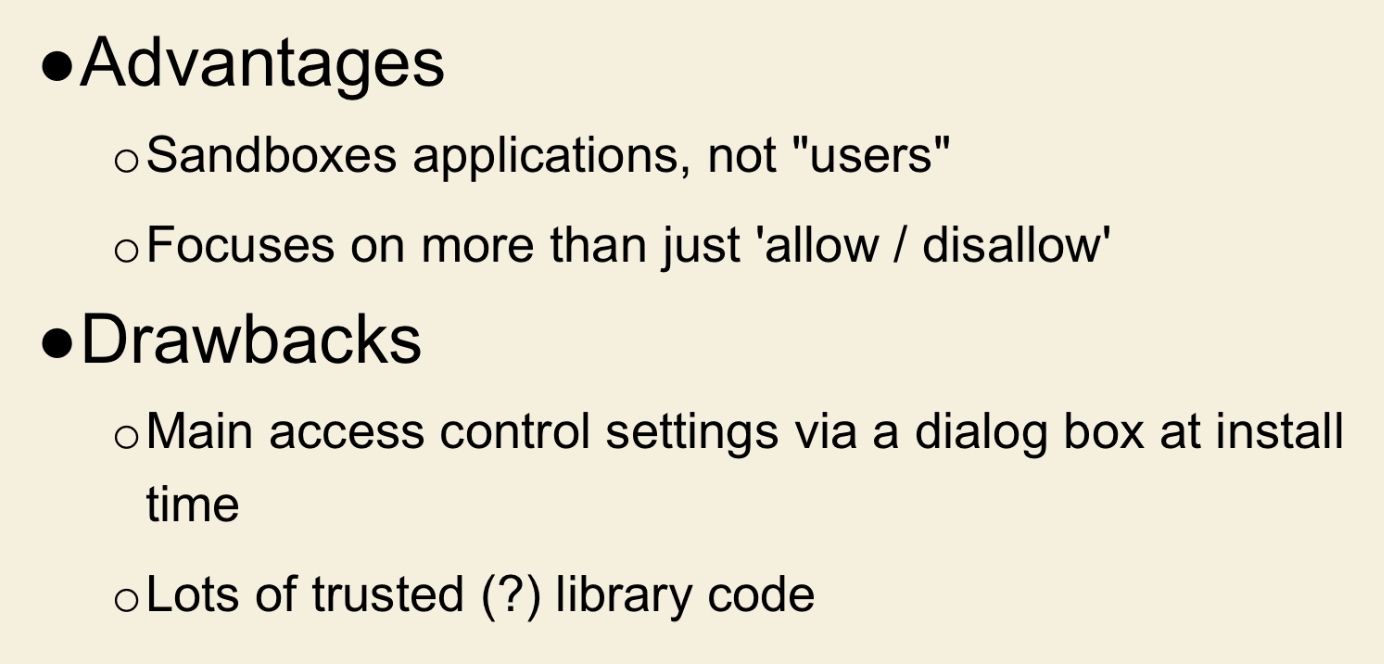 ●Advantages
○Sandboxes applications, not "users"
○Focuses on more than just 'allow / disallow'
●Drawbacks
○Main access control settings via a dialog box at install
time
○Lots of trusted (?) library code